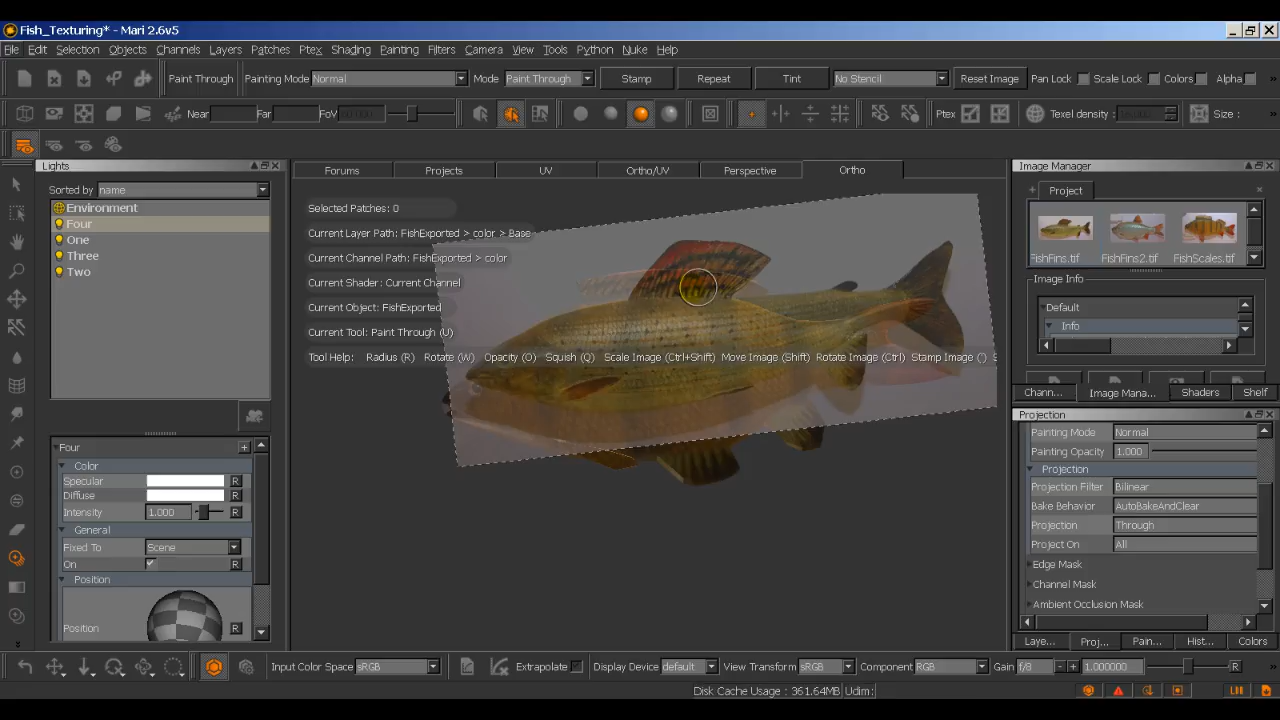 Fish_Texturing* - Mari 2.6v5
File Edit Selection Objects Channels Layers Patches Ptex Shading Painting Filters Camera View Tools Python Nuke Help
Paint Through Painting Mode Normal Mode Paint Through Stamp Repeat Tint No Stencil Reset Image Pan Lock Scale Lock Colors Alpha
Near Far FoV Ptex Texel density : Size :
Lights
Sorted by name
Environment
Four
One
Three
Two
Four
Color
Specular R
Diffuse R
Intensity 1.000 R
General
Fixed To Scene
On
Position
Position R
Forums Projects UV Ortho/UV Perspective Ortho
Selected Patches: 0
Current Layer Path: FishExported > color > Base
Current Channel Path: FishExported > color
Current Shader: Current Channel
Current Object: FishExported
Current Tool: Paint Through (U)
Tool Help: Radius (R) Rotate (W) Opacity (O) Squish (Q) Scale Image (Ctrl+Shift) Move Image (Shift) Rotate Image (Ctrl) Stamp Image (') S
Image Manager
Project
FishFins.tif FishFins2.tif FishScales.tif
Image Info
Default
Info
Chann... Image Mana... Shaders Shelf
Projection
Painting Mode Normal
Painting Opacity 1.000
Projection
Projection Filter Bilinear
Bake Behavior AutoBakeAndClear
Projection Through
Project On All
Edge Mask
Channel Mask
Ambient Occlusion Mask
Laye... Proj... Pain... Hist... Colors
Input Color Space sRGB Extrapolate Display Device default View Transform sRGB Component RGB Gain f/8 - + 1.000000 R
Disk Cache Usage : 361.64MB Udim: